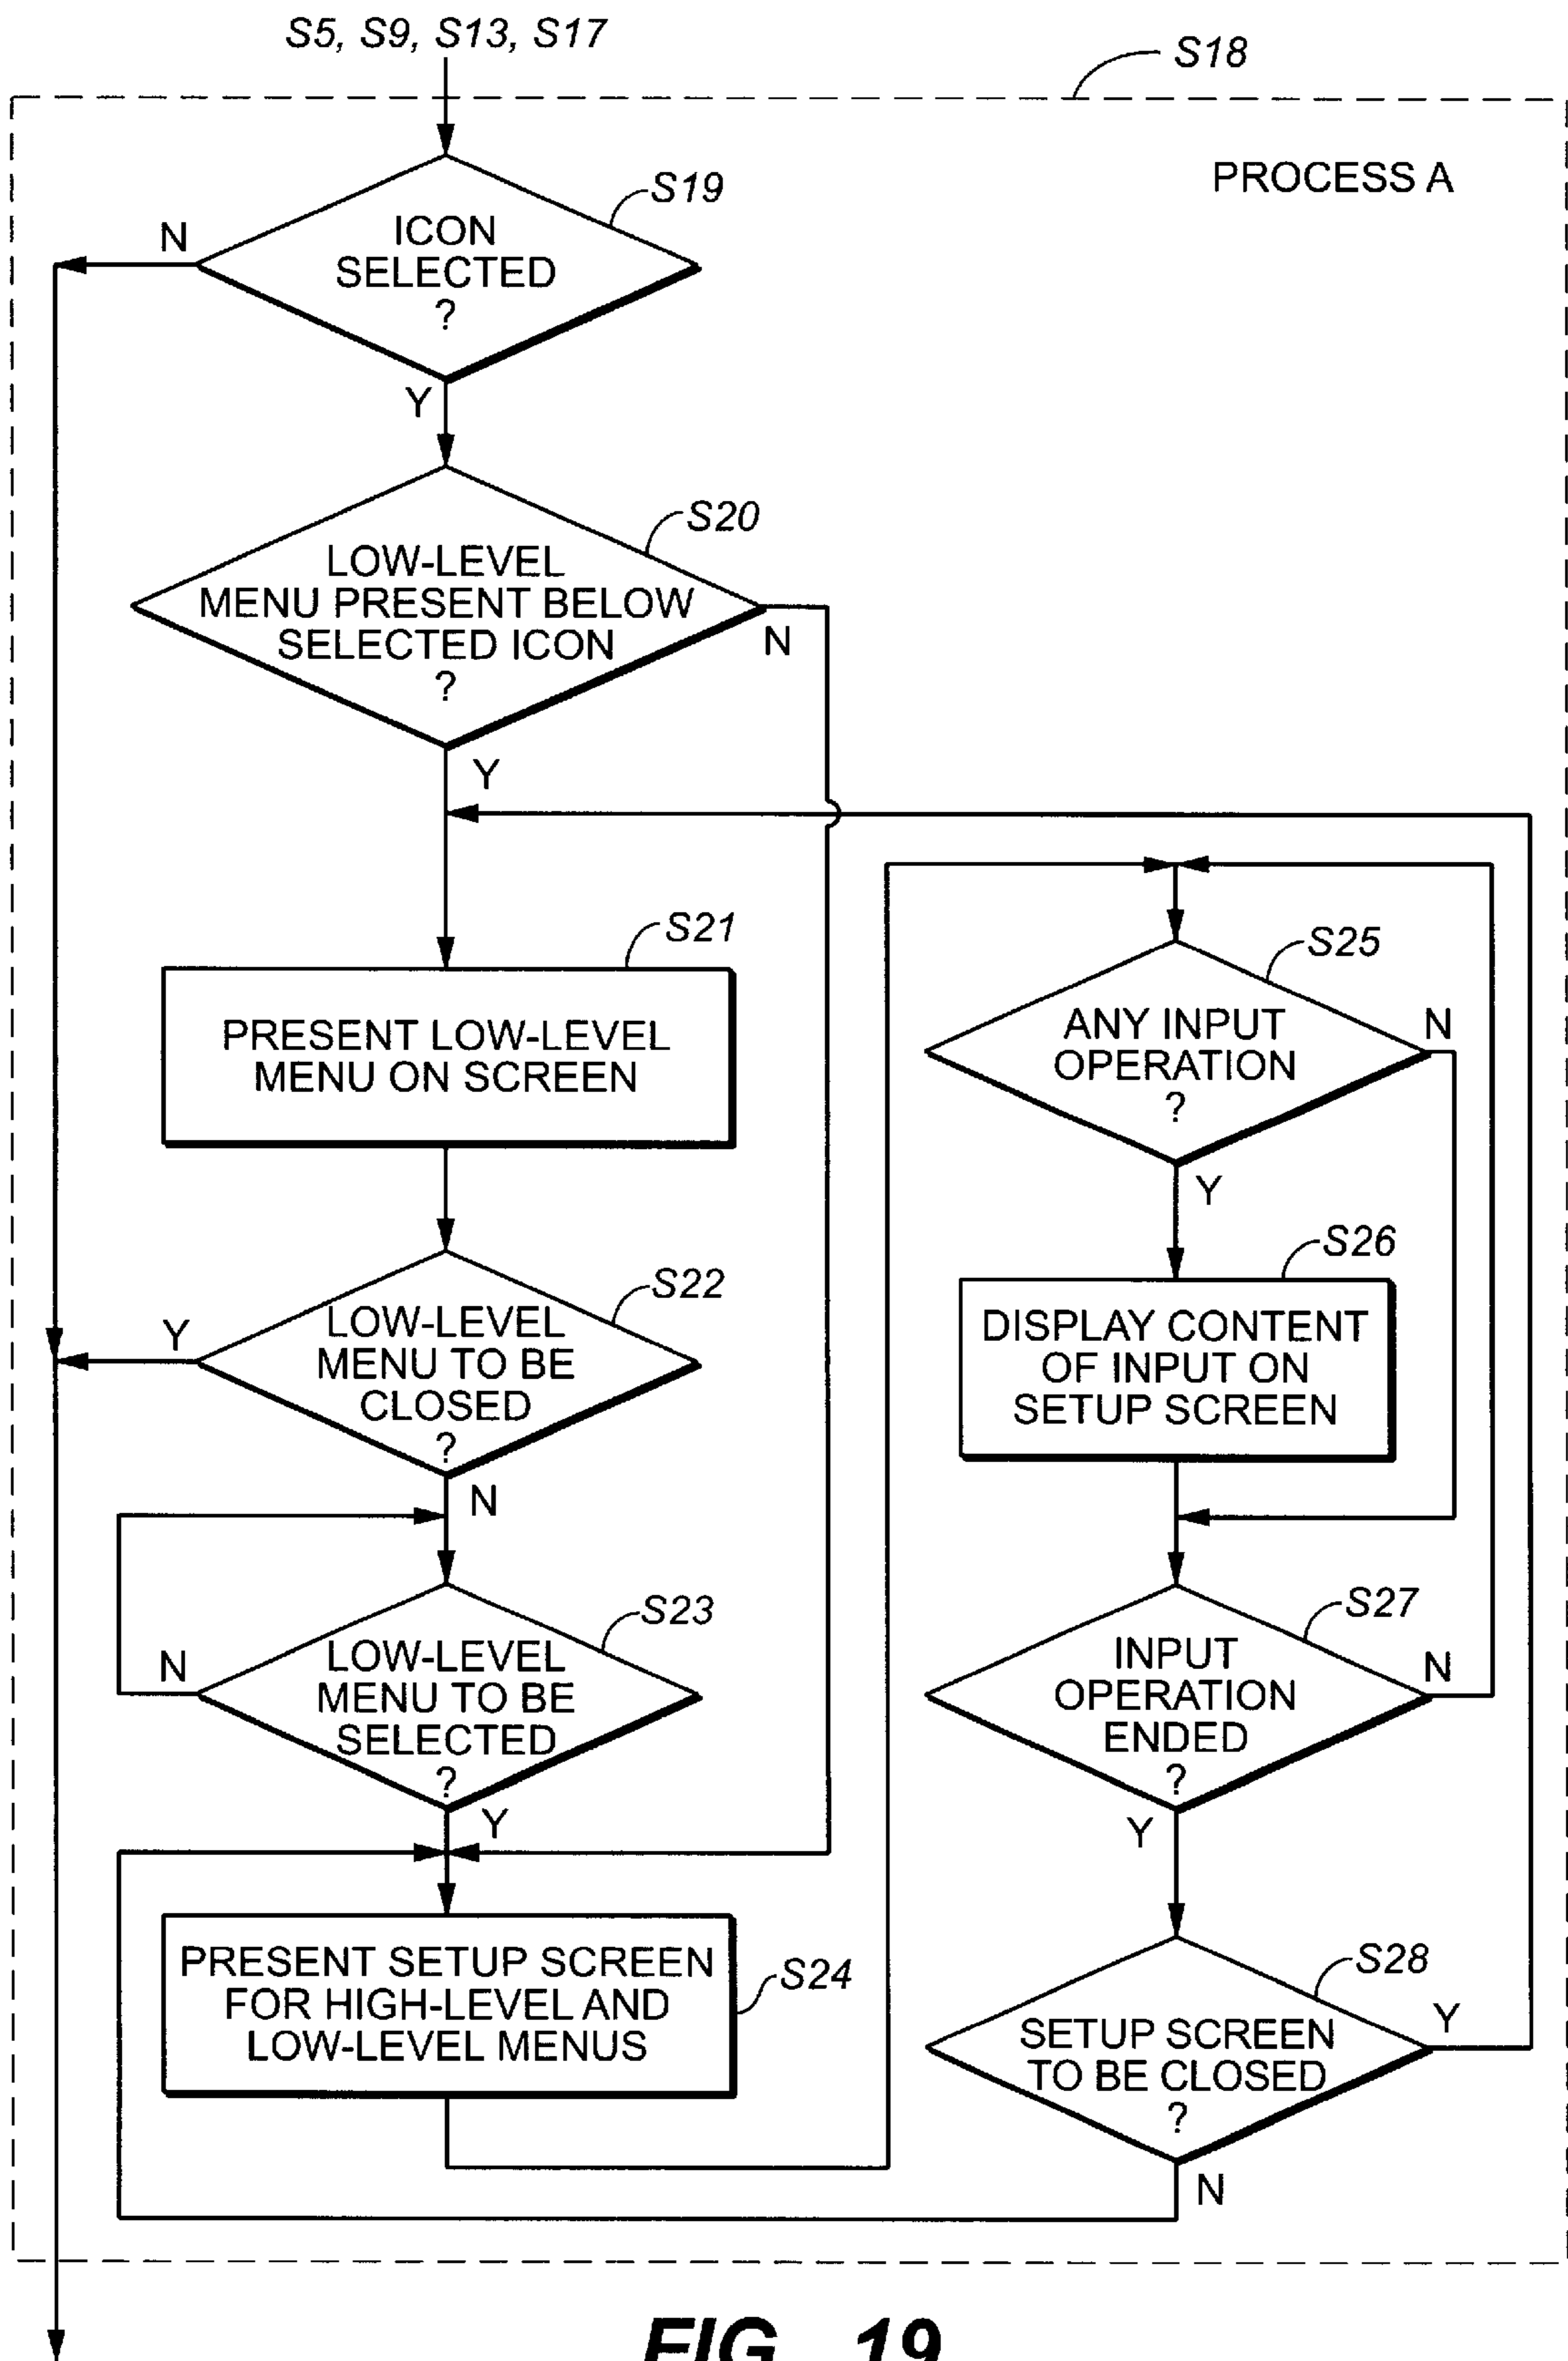 S5, S9, S13, S17
S18
PROCESS A
S19
N
ICON
SELECTED
?
Y
S20
LOW-LEVEL
MENU PRESENT BELOW
SELECTED ICON
?
N
Y
S21
PRESENT LOW-LEVEL
MENU ON SCREEN
S22
Y
LOW-LEVEL
MENU TO BE
CLOSED
?
N
S23
N
LOW-LEVEL
MENU TO BE
SELECTED
?
Y
PRESENT SETUP SCREEN
FOR HIGH-LEVEL AND
LOW-LEVEL MENUS
S24
S25
ANY INPUT
OPERATION
?
N
Y
S26
DISPLAY CONTENT
OF INPUT ON
SETUP SCREEN
S27
INPUT
OPERATION
ENDED
?
N
Y
S28
SETUP SCREEN
TO BE CLOSED
?
Y
N
FIG._19